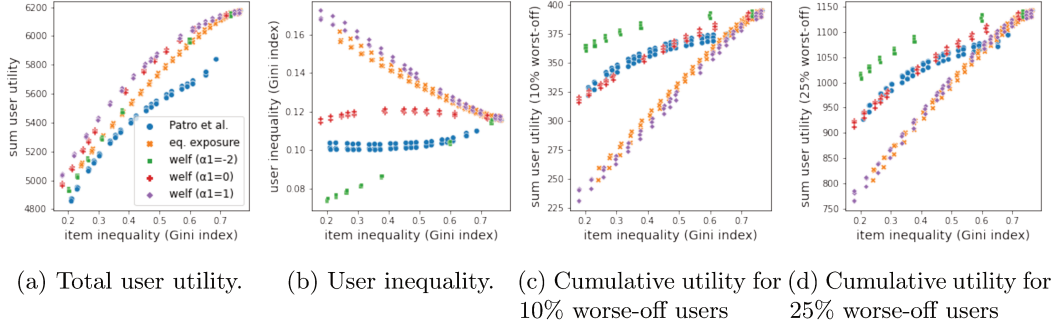 sum user utility
6200
6000
5800
5600
5400
5200
5000
4800
0.2 0.3 0.4 0.5 0.6 0.7
item inequality (Gini index)
Patro et al.
eq. exposure
welf (α1=-2)
welf (α1=0)
welf (α1=1)
user inequality (Gini index)
0.16
0.14
0.12
0.10
0.08
0.2 0.3 0.4 0.5 0.6 0.7
item inequality (Gini index)
sum user utility (10% worst-off)
400
375
350
325
300
275
250
225
0.2 0.3 0.4 0.5 0.6 0.7
item inequality (Gini index)
sum user utility (25% worst-off)
1150
1100
1050
1000
950
900
850
800
750
0.2 0.3 0.4 0.5 0.6 0.7
item inequality (Gini index)
(a) Total user utility.
(b) User inequality.
(c) Cumulative utility for
10% worse-off users
(d) Cumulative utility for
25% worse-off users